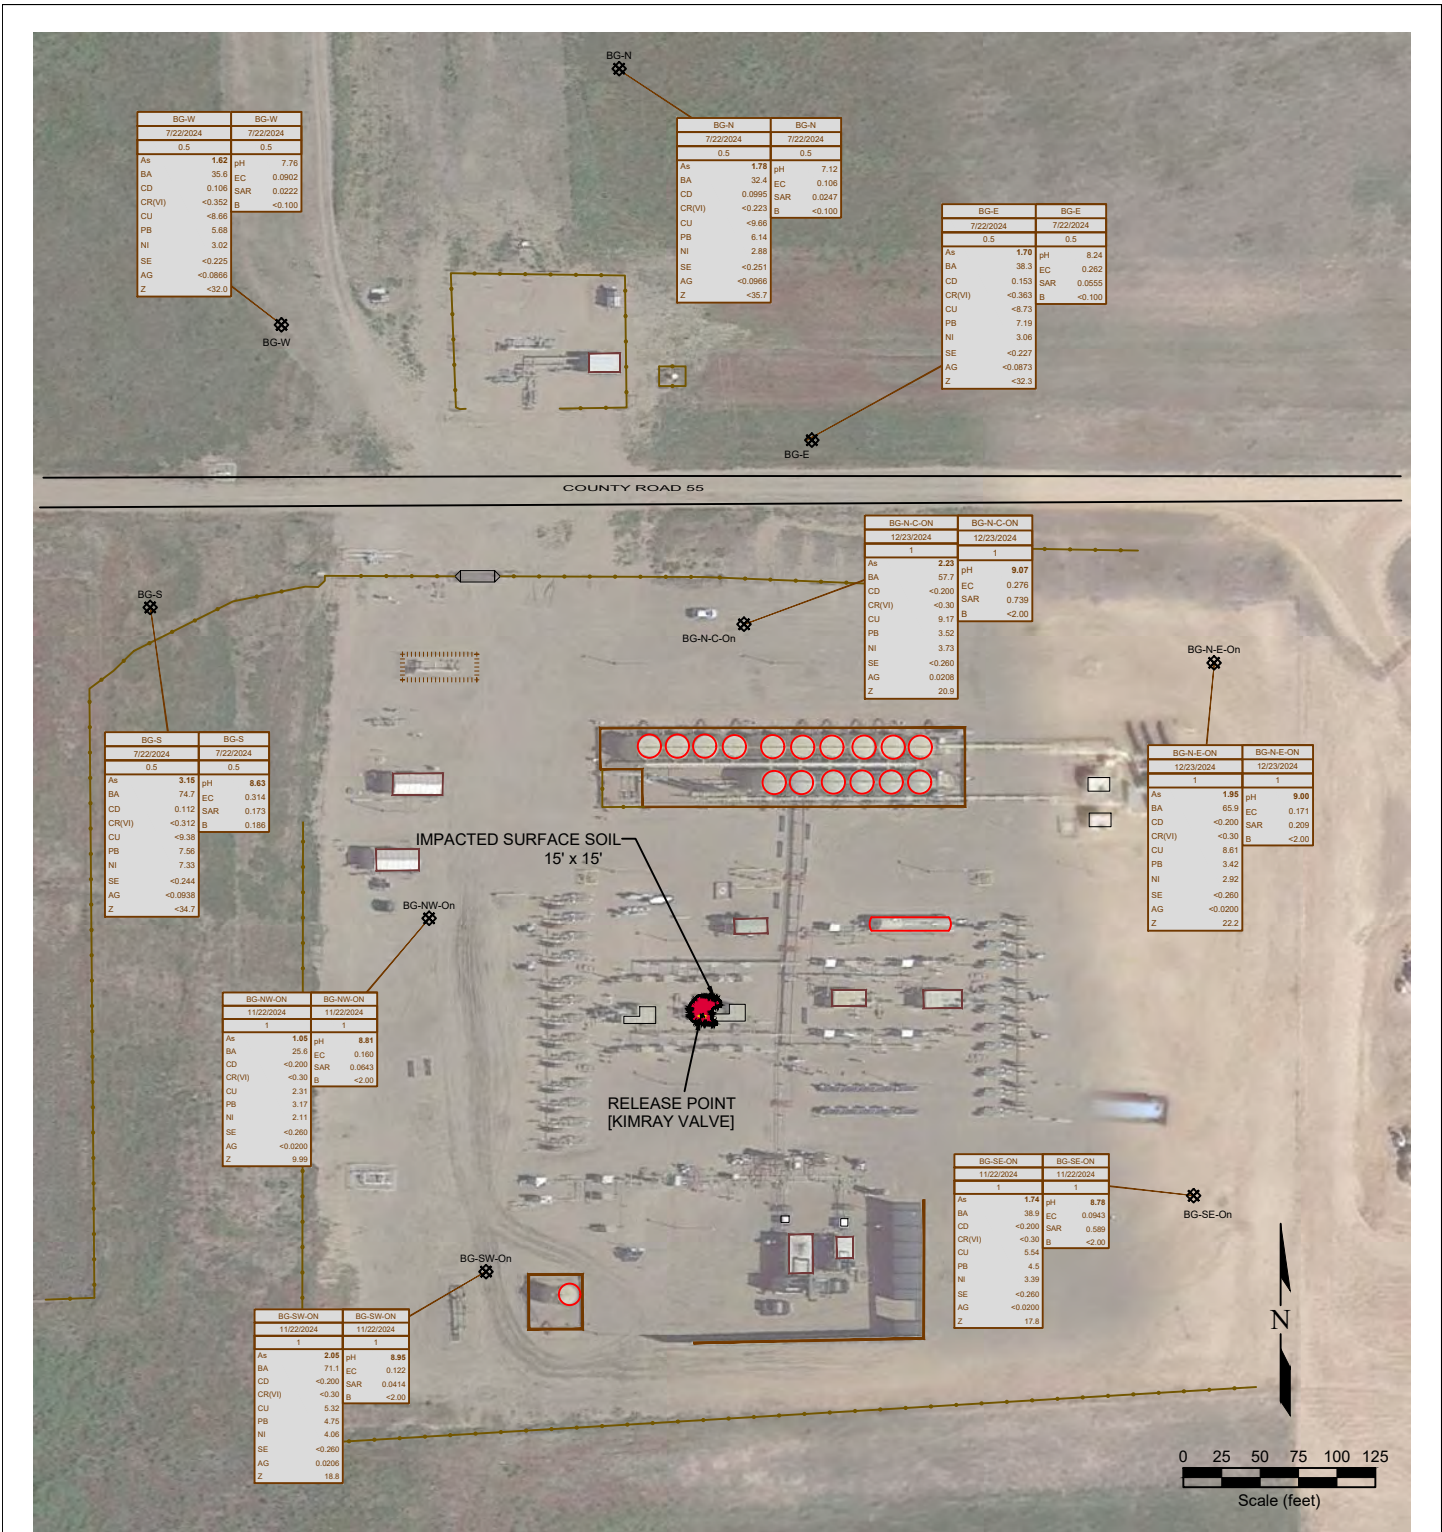 BG-N
BG-W BG-W
7/22/2024 7/22/2024
0.5 0.5
As 1.62 pH 7.76
BA 35.6 EC 0.0902
CD 0.106 SAR 0.0222
CR(VI) <0.352 B <0.100
CU <8.66
PB 5.68
NI 3.02
SE <0.225
AG <0.0866
Z <32.0
BG-W
BG-N BG-N
7/22/2024 7/22/2024
0.5 0.5
As 1.78 pH 7.12
BA 32.4 EC 0.106
CD 0.0995 SAR 0.0247
CR(VI) <0.223 B <0.100
CU <9.66
PB 6.14
NI 2.88
SE <0.251
AG <0.0966
Z <35.7
BG-E BG-E
7/22/2024 7/22/2024
0.5 0.5
As 1.70 pH 8.24
BA 38.3 EC 0.262
CD 0.153 SAR 0.0555
CR(VI) <0.363 B <0.100
CU <8.73
PB 7.19
NI 3.06
SE <0.227
AG <0.0873
Z <32.3
BG-E
COUNTY ROAD 55
BG-N-C-ON BG-N-C-ON
12/23/2024 12/23/2024
1 1
As 2.23 pH 9.07
BA 57.7 EC 0.276
CD <0.200 SAR 0.739
CR(VI) <0.30 B <2.00
CU 9.17
PB 3.52
NI 3.73
SE <0.260
AG 0.0208
Z 20.9
BG-S
BG-N-C-On
BG-N-E-On
BG-S BG-S
7/22/2024 7/22/2024
0.5 0.5
As 3.15 pH 8.63
BA 74.7 EC 0.314
CD 0.112 SAR 0.173
CR(VI) <0.312 B 0.186
CU <9.38
PB 7.56
NI 7.33
SE <0.244
AG <0.0938
Z <34.7
BG-N-E-ON BG-N-E-ON
12/23/2024 12/23/2024
1 1
As 1.95 pH 9.00
BA 65.9 EC 0.171
CD <0.200 SAR 0.209
CR(VI) <0.30 B <2.00
CU 8.61
PB 3.42
NI 2.92
SE <0.260
AG <0.0200
Z 22.2
IMPACTED SURFACE SOIL
15' x 15'
BG-NW-On
BG-NW-ON BG-NW-ON
11/22/2024 11/22/2024
1 1
As 1.05 pH 8.81
BA 25.6 EC 0.160
CD <0.200 SAR 0.0643
CR(VI) <0.30 B <2.00
CU 2.31
PB 3.17
NI 2.11
SE <0.260
AG <0.0200
Z 9.99
RELEASE POINT
[KIMRAY VALVE]
BG-SE-ON BG-SE-ON
11/22/2024 11/22/2024
1 1
As 1.74 pH 8.78
BA 38.9 EC 0.0943
CD <0.200 SAR 0.589
CR(VI) <0.30 B <2.00
CU 5.54
PB 4.5
NI 3.39
SE <0.260
AG <0.0200
Z 17.8
BG-SE-On
BG-SW-On
BG-SW-ON BG-SW-ON
11/22/2024 11/22/2024
1 1
As 2.05 pH 8.95
BA 71.1 EC 0.122
CD <0.200 SAR 0.0414
CR(VI) <0.30 B <2.00
CU 5.32
PB 4.75
NI 4.06
SE <0.260
AG 0.0206
Z 18.8
N
0 25 50 75 100 125
Scale (feet)